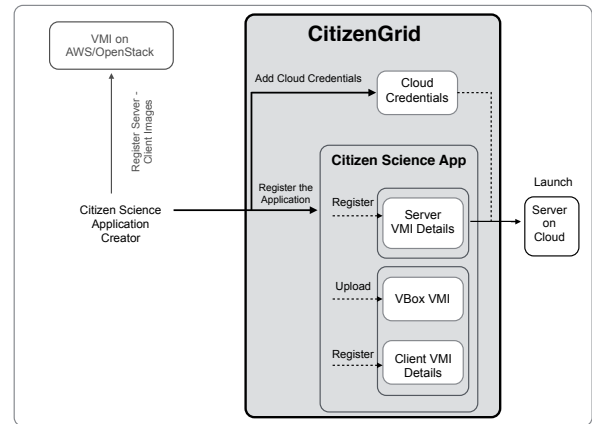 VMI on
AWS/OpenStack
Register Server -
Client Images
Citizen Science
Application
Creator
CitizenGrid
Add Cloud Credentials
Cloud
Credentials
Register the
Application
Citizen Science App
Register
Server
VMI Details
Upload
VBox VMI
Register
Client VMI
Details
Launch
Server
on
Cloud